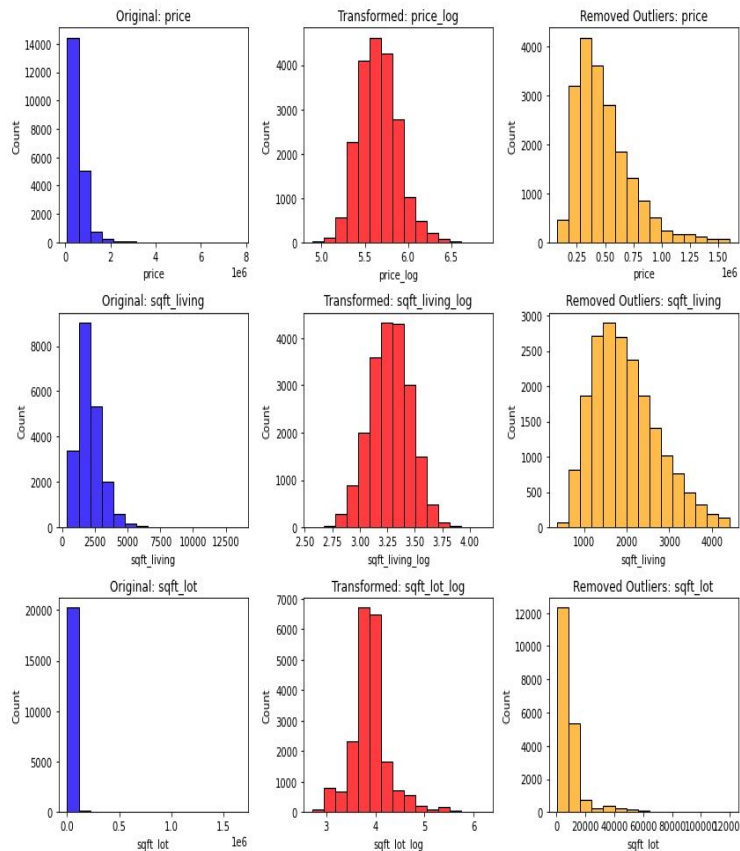 Original: price
Transformed: price_log
Removed Outliers: price
Count
14000
12000
10000
8000
6000
4000
2000
0
0 2 4 6 8
1e6
price
Count
4000
3000
2000
1000
0
5.0 5.5 6.0 6.5
price_log
Count
4000
3000
2000
1000
0
0.25 0.50 0.75 1.00 1.25 1.50
1e6
price
Original: sqft_living
Transformed: sqft_living_log
Removed Outliers: sqft_living
Count
8000
6000
4000
2000
0
0 2500 5000 7500 10000 12500
sqft_living
Count
4000
3000
2000
1000
0
2.50 2.75 3.00 3.25 3.50 3.75 4.00
sqft_living_log
Count
3000
2500
2000
1500
1000
500
0
1000 2000 3000 4000
sqft_living
Original: sqft_lot
Transformed: sqft_lot_log
Removed Outliers: sqft_lot
Count
20000
15000
10000
5000
0
0.0 0.5 1.0 1.5
1e6
sqft_lot
Count
7000
6000
5000
4000
3000
2000
1000
0
3 4 5 6
sqft_lot_log
Count
12000
10000
8000
6000
4000
2000
0
0 20000 40000 60000 80000 100000 120000
sqft_lot